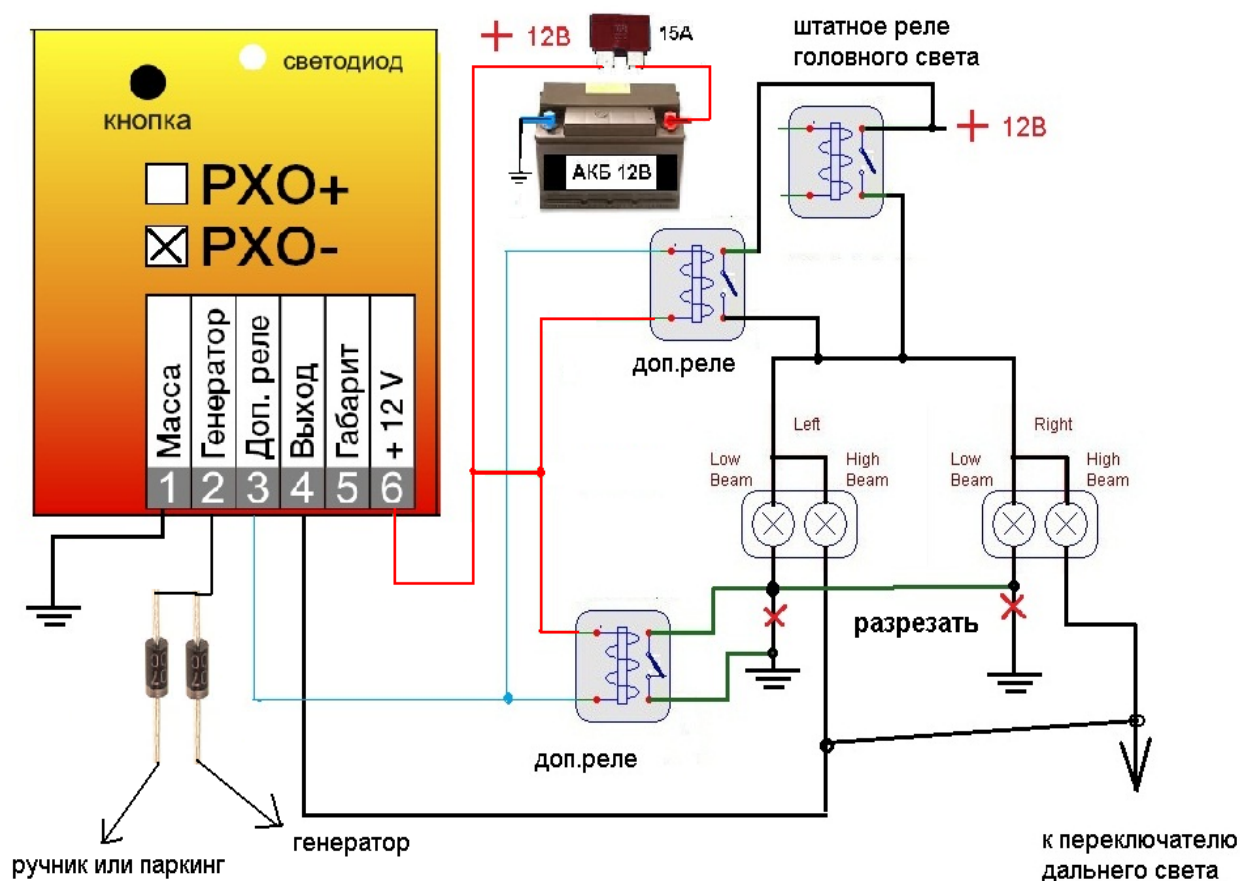 + 12В
15А
штатное реле
головного света
светодиод
кнопка
+ 12В
АКБ 12В
РХО+
РХО-
доп.реле
Масса
Генератор
Доп. реле
Выход
Габарит
+ 12 V
1 2 3 4 5 6
Left
Right
Low
Beam
High
Beam
Low
Beam
High
Beam
разрезать
доп.реле
генератор
ручник или паркинг
к переключателю
дальнего света